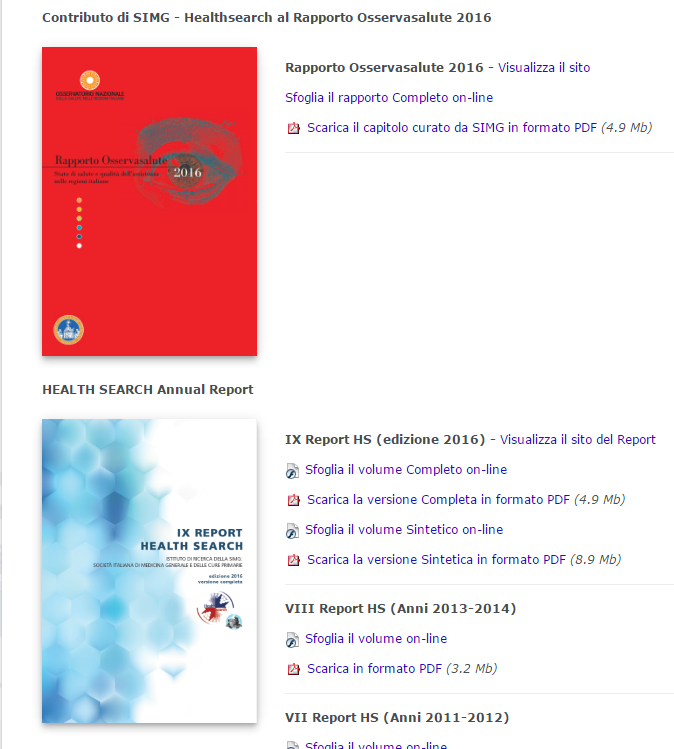 Contributo di SIMG - Healthsearch al Rapporto Osservasalute 2016
OSSERVATORIO NAZIONALE
Rapporto Osservasalute
2016
Stato di salute e qualità dell'assistenza
nelle regioni italiane
Rapporto Osservasalute 2016 - Visualizza il sito
Sfoglia il rapporto Completo on-line
Scarica il capitolo curato da SIMG in formato PDF (4.9 Mb)
HEALTH SEARCH Annual Report
IX REPORT
HEALTH SEARCH
ISTITUTO DI RICERCA DELLA SIMG,
SOCIETÀ ITALIANA DI MEDICINA GENERALE E DELLE CURE PRIMARIE
edizione 2016
versione completa
IX Report HS (edizione 2016) - Visualizza il sito del Report
Sfoglia il volume Completo on-line
Scarica la versione Completa in formato PDF (4.9 Mb)
Sfoglia il volume Sintetico on-line
Scarica la versione Sintetica in formato PDF (8.9 Mb)
VIII Report HS (Anni 2013-2014)
Sfoglia il volume on-line
Scarica in formato PDF (3.2 Mb)
VII Report HS (Anni 2011-2012)
Sfoglia il volume on-line